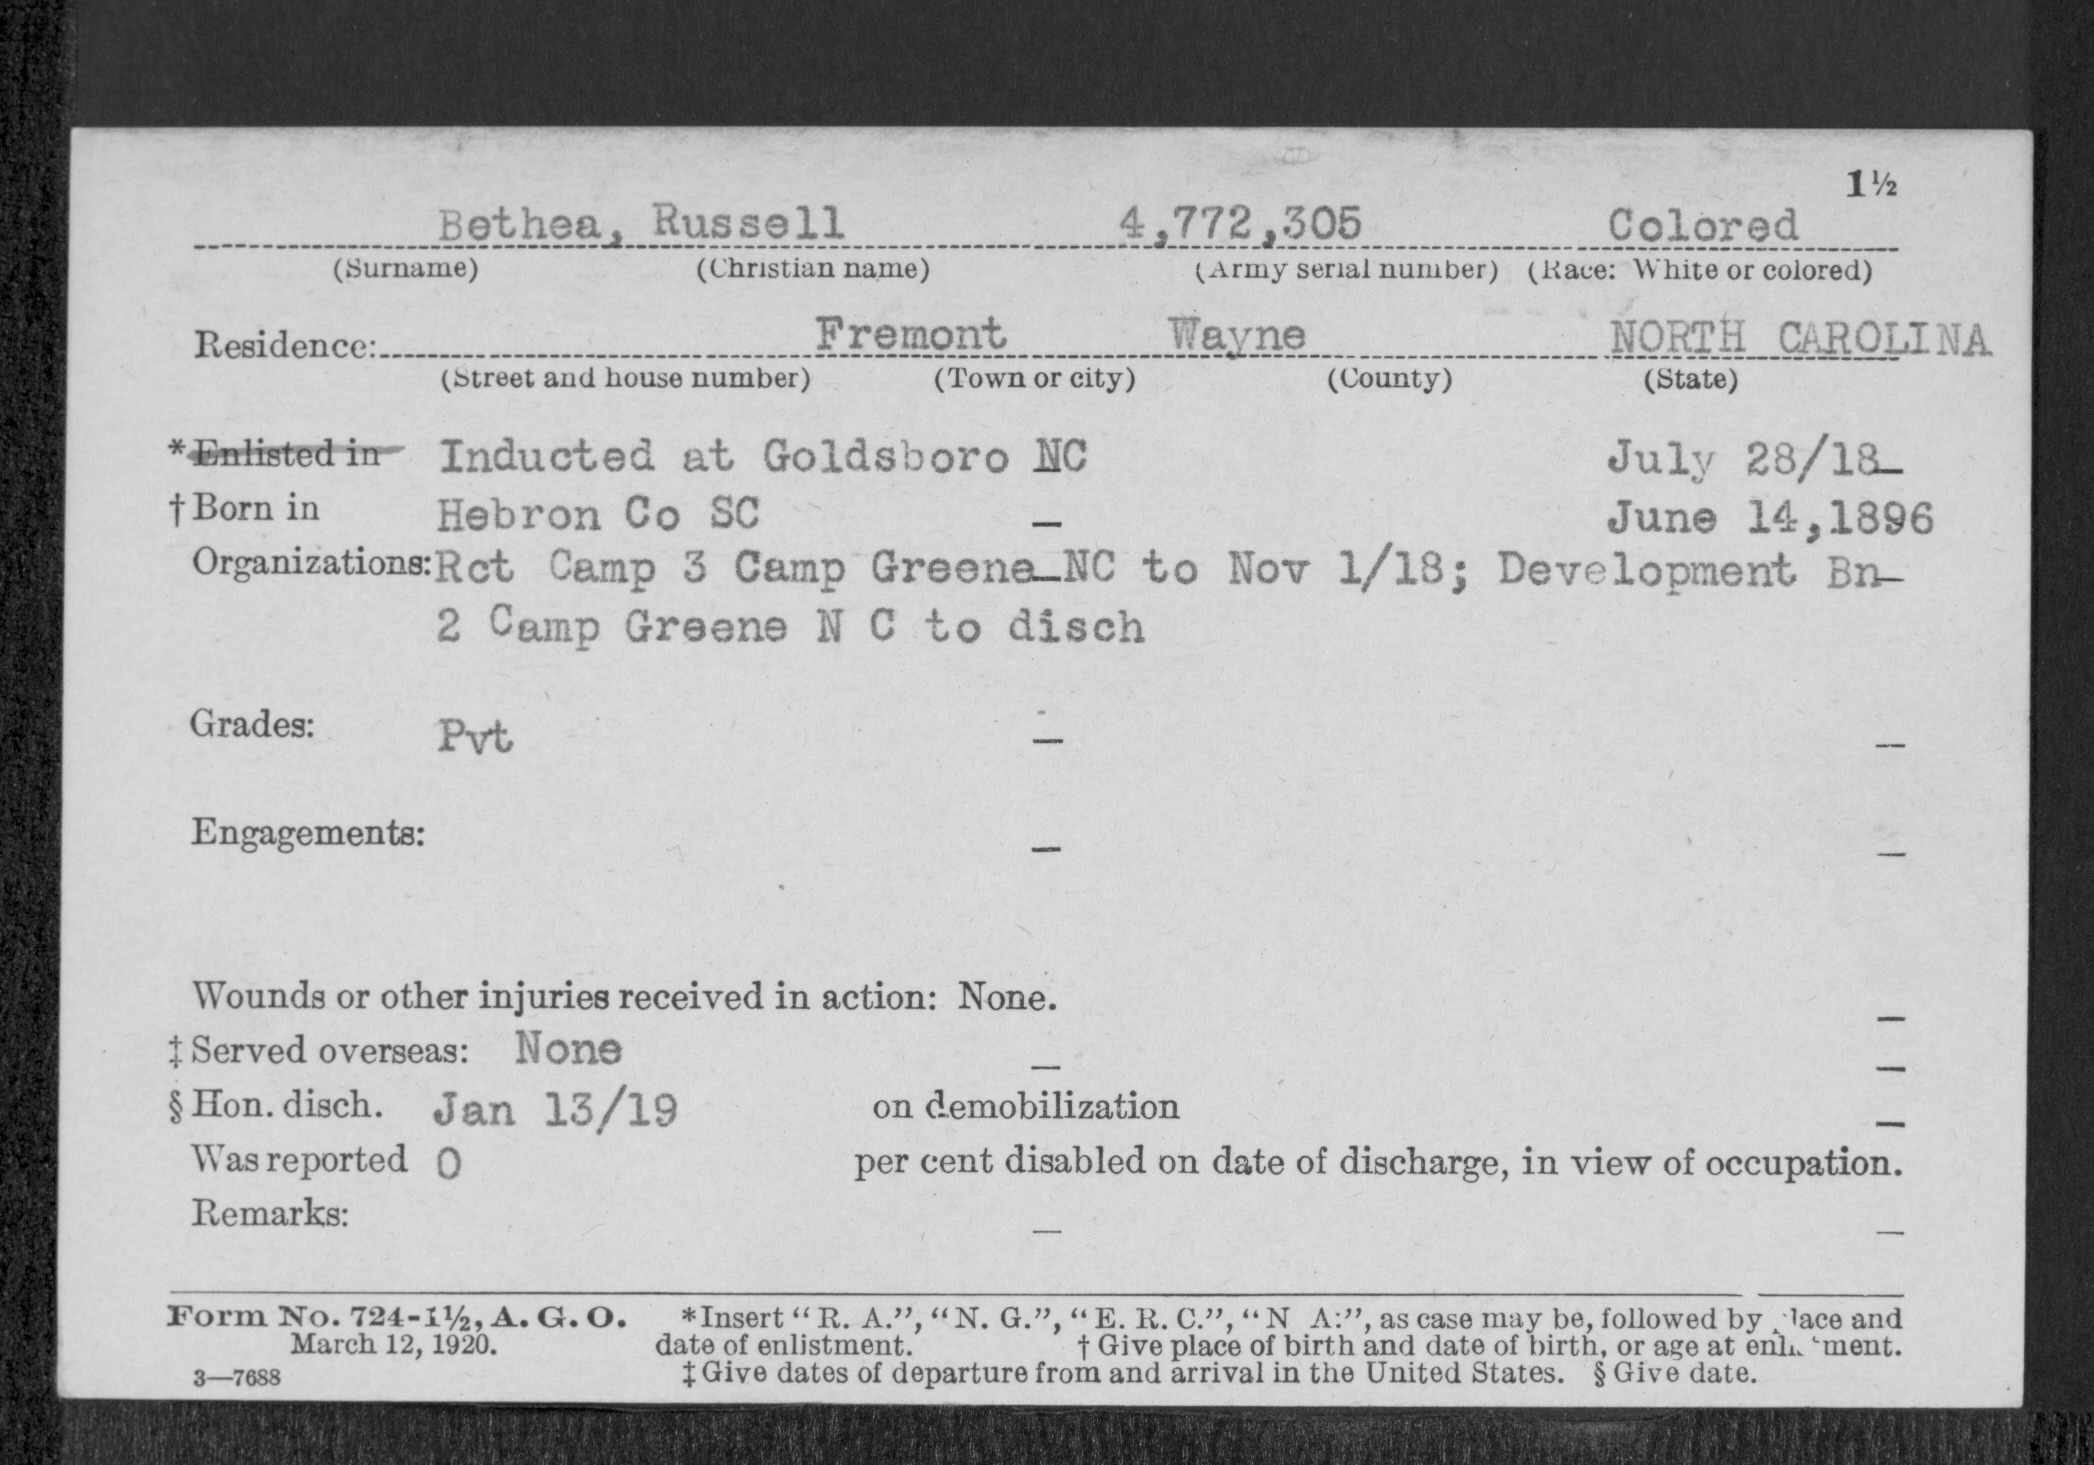 1½
Bethea, Russell 4,772,305 Colored
(Surname) (Christian name) (Army serial number) (Race: White or colored)
Residence: Fremont Wayne NORTH CAROLINA
(Street and house number) (Town or city) (County) (State)
*Enlisted in Inducted at Goldsboro NC July 28/18
†Born in Hebron Co SC June 14,1896
Organizations: Rct Camp 3 Camp Greene NC to Nov 1/18; Development Bn
2 Camp Greene N C to disch
Grades: Pvt
Engagements:
Wounds or other injuries received in action: None.
‡Served overseas: None
§Hon. disch. Jan 13/19 on demobilization
Was reported 0 per cent disabled on date of discharge, in view of occupation.
Remarks:
Form No. 724-1½, A. G. O. *Insert "R. A.", "N. G.", "E. R. C.", "N A:", as case may be, followed by place and
March 12, 1920. date of enlistment. †Give place of birth and date of birth, or age at enlistment.
3—7688 ‡Give dates of departure from and arrival in the United States. §Give date.